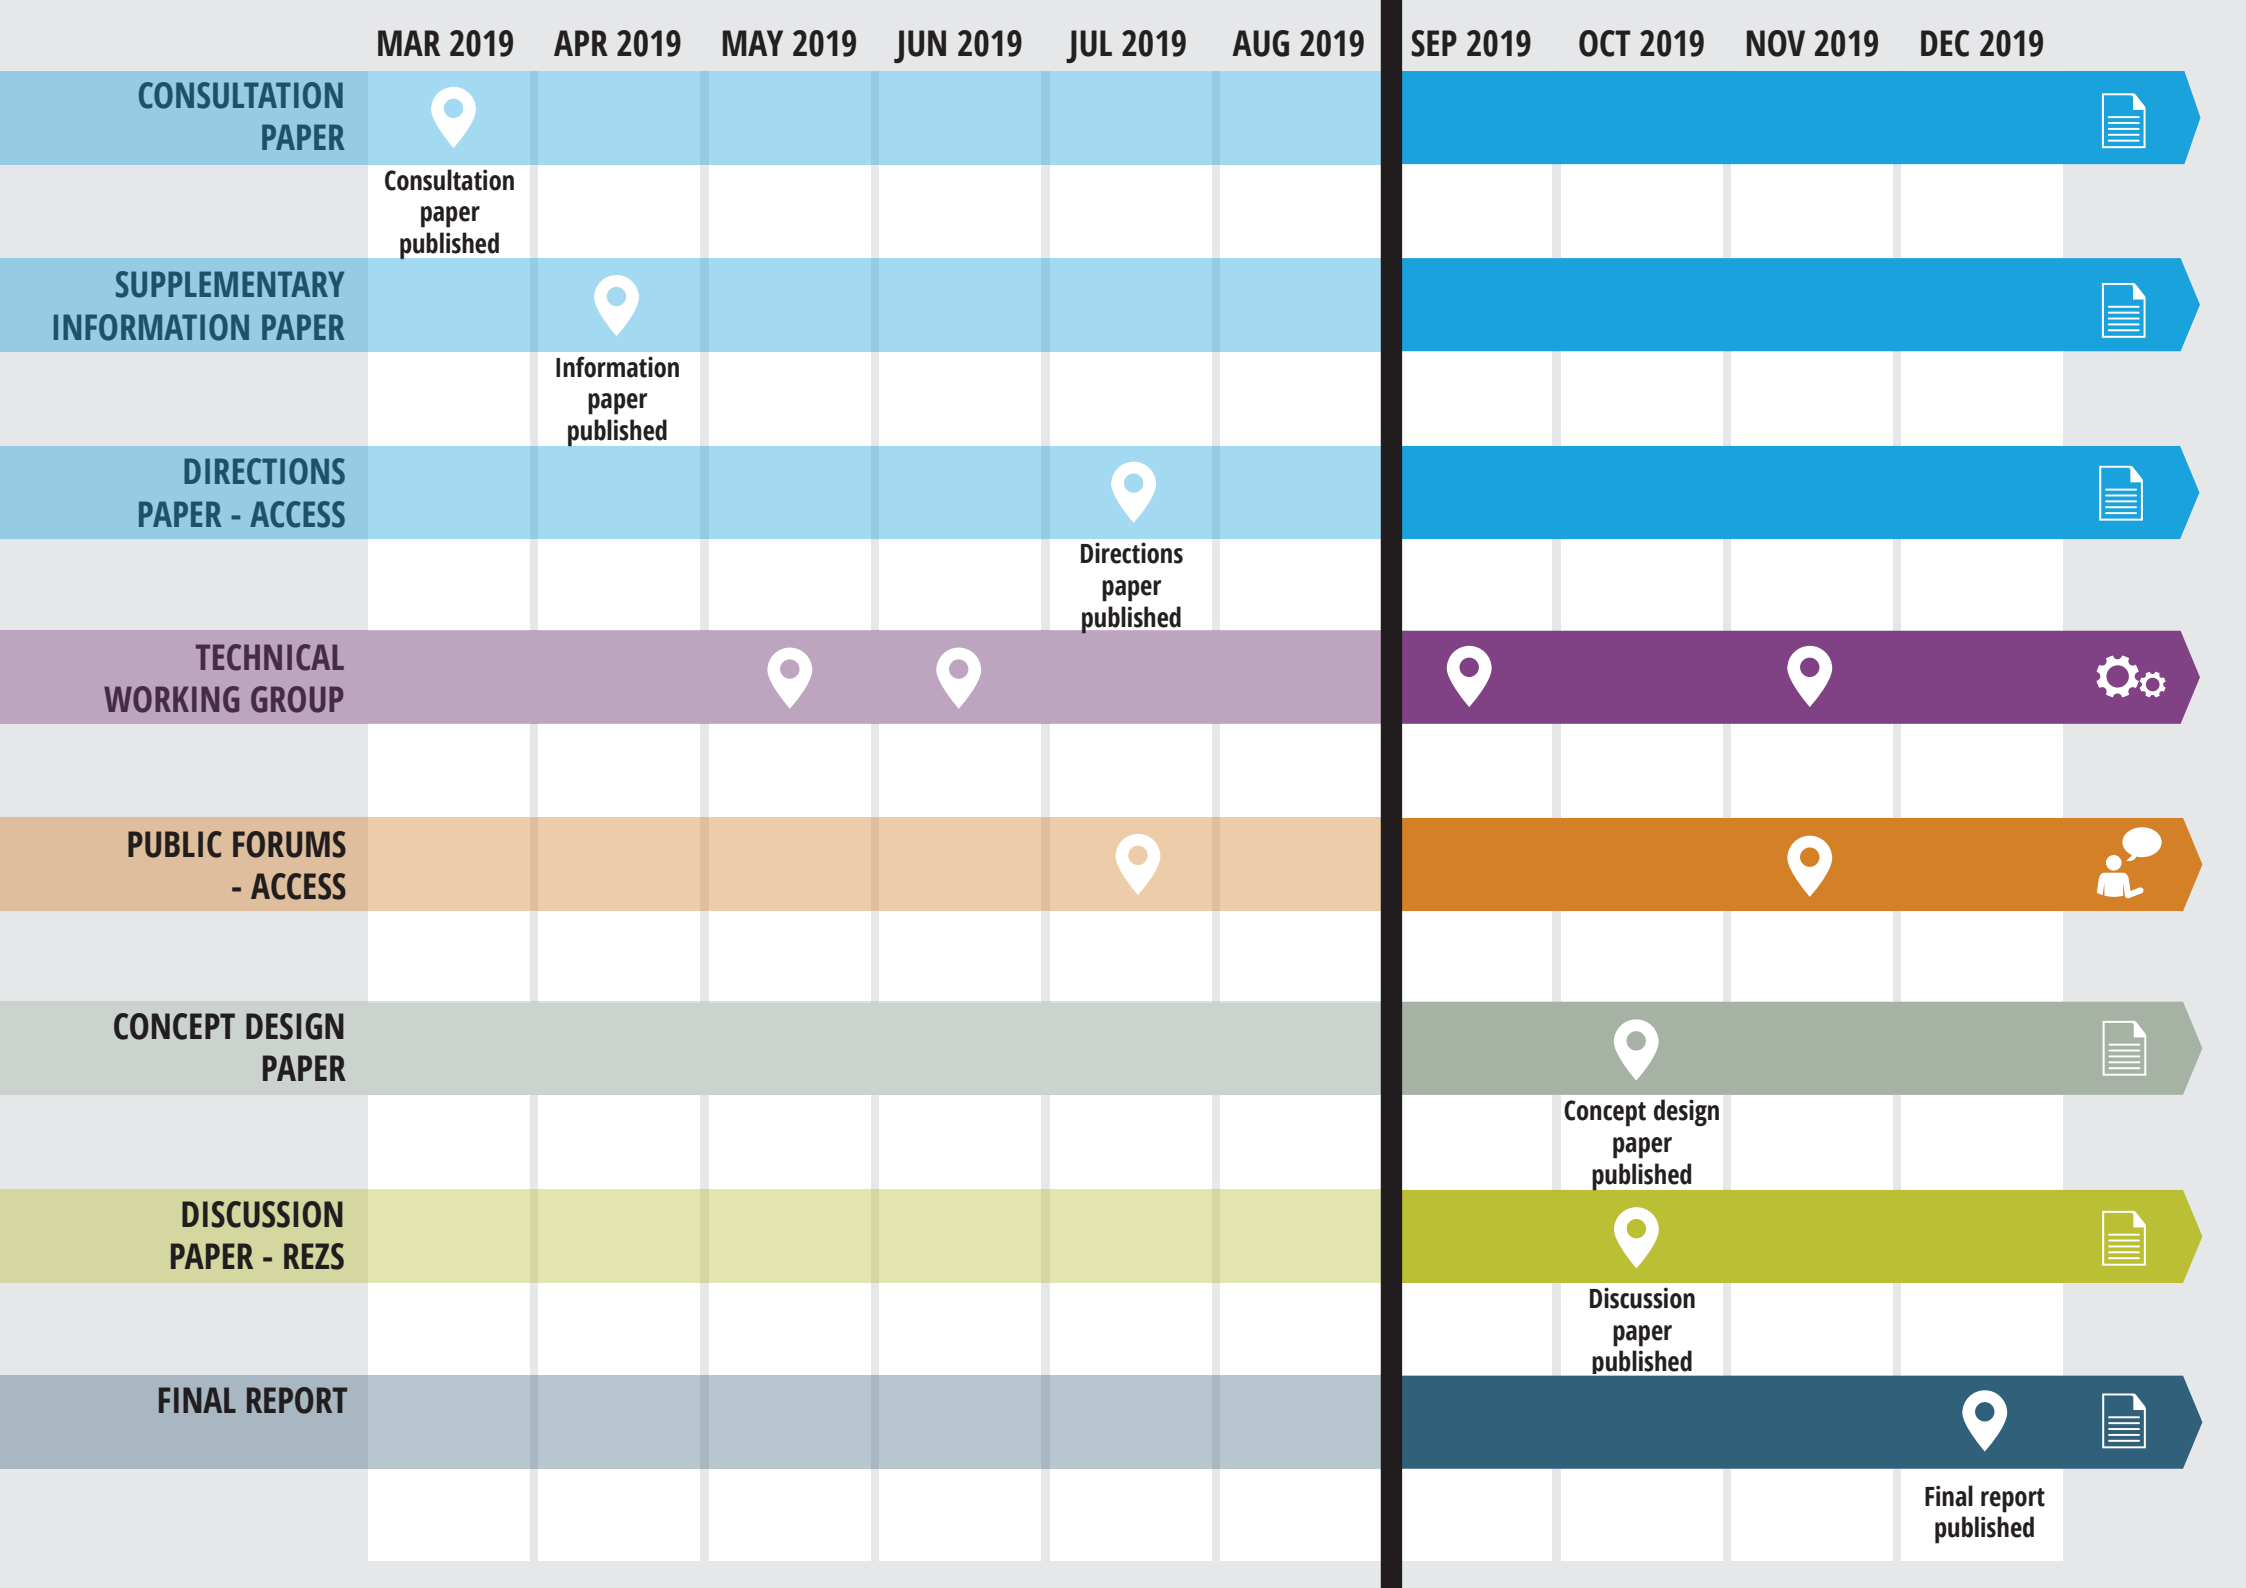 MAR 2019 APR 2019 MAY 2019 JUN 2019 JUL 2019 AUG 2019 SEP 2019 OCT 2019 NOV 2019 DEC 2019
CONSULTATION
PAPER
Consultation
paper
published
SUPPLEMENTARY
INFORMATION PAPER
Information
paper
published
DIRECTIONS
PAPER - ACCESS
Directions
paper
published
TECHNICAL
WORKING GROUP
PUBLIC FORUMS
- ACCESS
CONCEPT DESIGN
PAPER
Concept design
paper
published
DISCUSSION
PAPER - REZS
Discussion
paper
published
FINAL REPORT
Final report
published